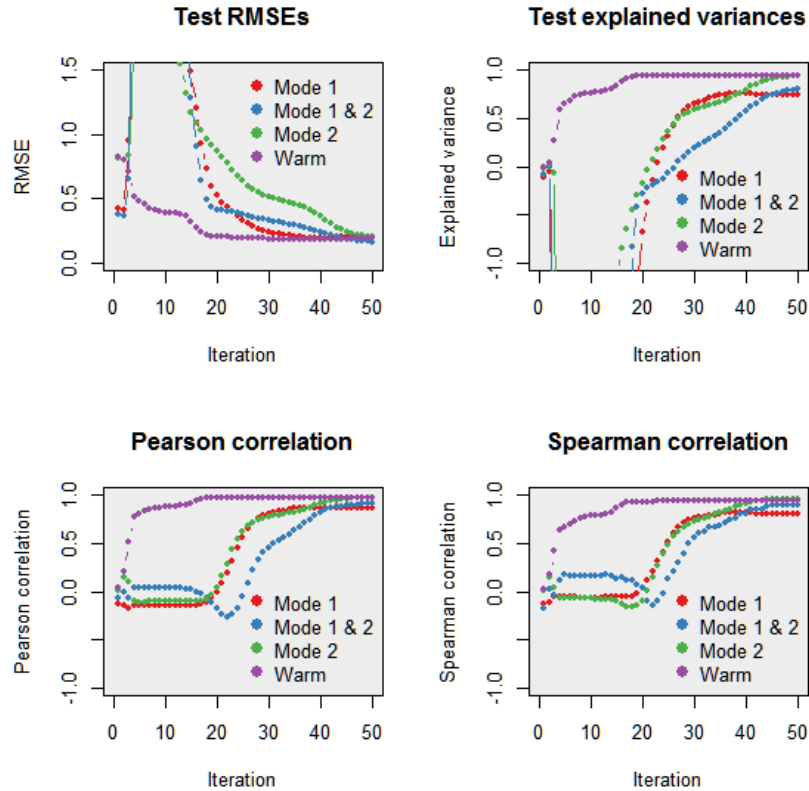 Test RMSEs
RMSE
1.5
1.0
0.5
0.0
Mode 1
Mode 1 & 2
Mode 2
Warm
0 10 20 30 40 50
Iteration
Test explained variances
Explained variance
1.0
0.5
0.0
-1.0
Mode 1
Mode 1 & 2
Mode 2
Warm
0 10 20 30 40 50
Iteration
Pearson correlation
Pearson correlation
1.0
0.5
0.0
-1.0
Mode 1
Mode 1 & 2
Mode 2
Warm
0 10 20 30 40 50
Iteration
Spearman correlation
Spearman correlation
1.0
0.5
0.0
-1.0
Mode 1
Mode 1 & 2
Mode 2
Warm
0 10 20 30 40 50
Iteration